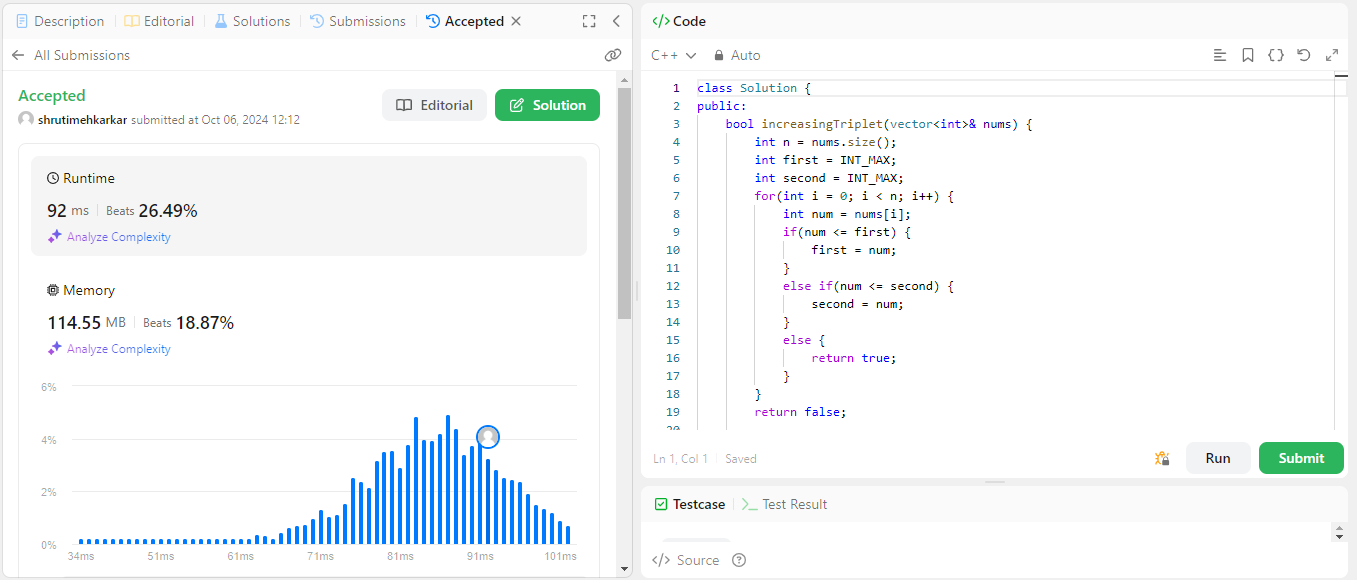 Description Editorial Solutions Submissions Accepted
All Submissions
Accepted
shrutimehkarkar submitted at Oct 06, 2024 12:12
Editorial
Solution
Runtime
92 ms Beats 26.49%
Analyze Complexity
Memory
114.55 MB Beats 18.87%
Analyze Complexity
6%
4%
2%
0%
34ms 51ms 61ms 71ms 81ms 91ms 101ms
</> Code
C++ Auto
1 class Solution {
2 public:
3 bool increasingTriplet(vector<int>& nums) {
4 int n = nums.size();
5 int first = INT_MAX;
6 int second = INT_MAX;
7 for(int i = 0; i < n; i++) {
8 int num = nums[i];
9 if(num <= first) {
10 first = num;
11 }
12 else if(num <= second) {
13 second = num;
14 }
15 else {
16 return true;
17 }
18 }
19 return false;
20
Ln 1, Col 1 Saved
Run
Submit
Testcase >_ Test Result
</> Source ?